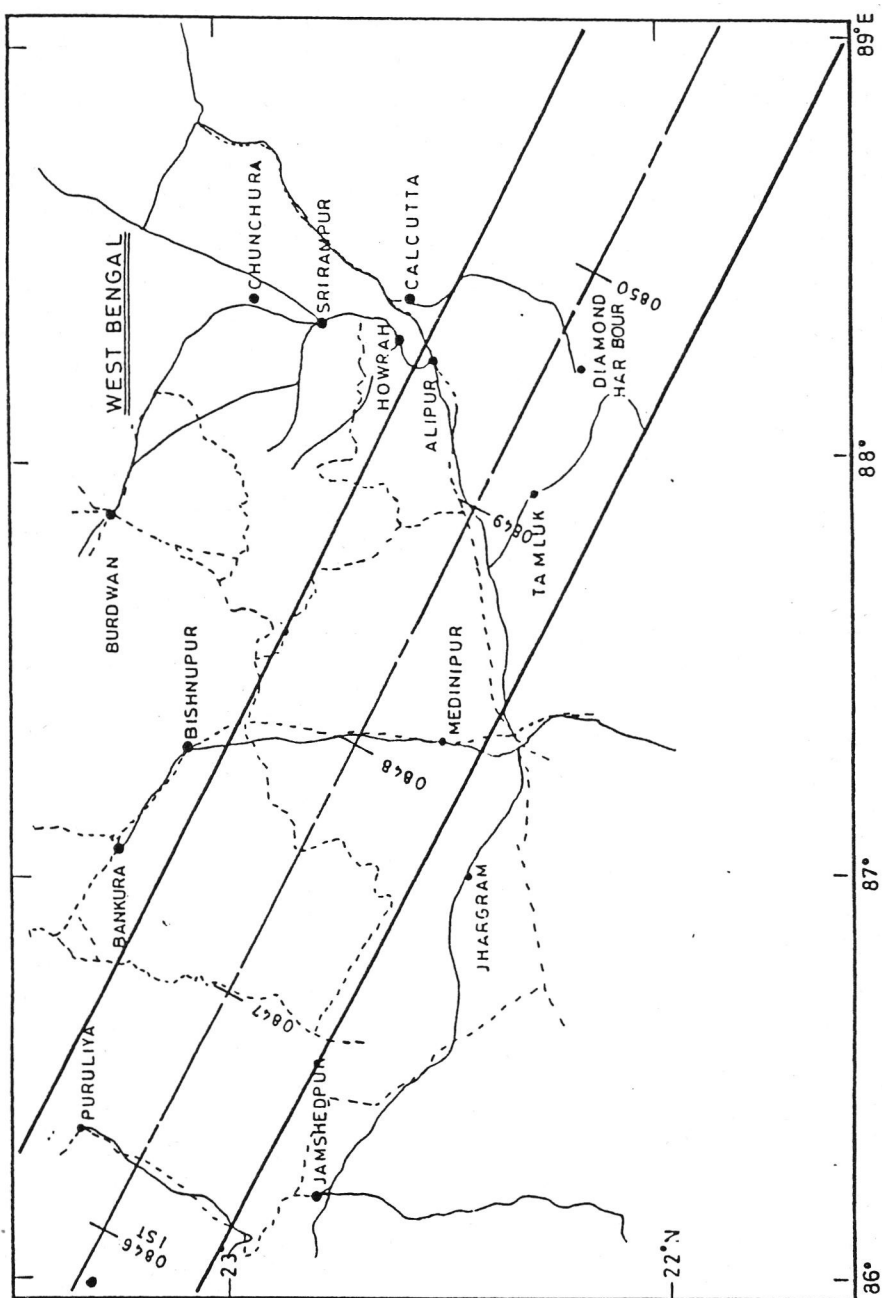 WEST BENGAL
CHUNCHURA
SRIRAMPUR
CALCUTTA
HOWRAH
ALIPUR
DIAMOND
HAR BOUR
TAMLUK
BURDWAN
BISHNUPUR
MEDINIPUR
BANKURA
JHARGRAM
PURULIYA
JAMSHEDPUR
0846
IST
0847
0848
0849
0850
23
22°N
86°
87°
88°
89°E